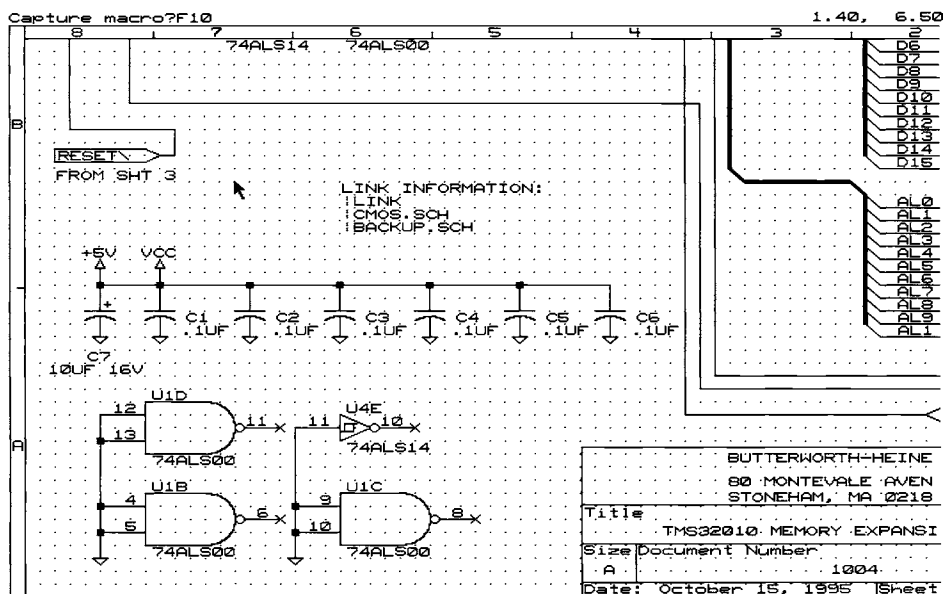 Capture macro?F10 1.40, 6.50
8 7 6 5 4 3 2
74ALS14 74ALS00
D6
D7
D8
D9
D10
D11
B D12
D13
RESET\ D14
D15
FROM SHT 3
LINK INFORMATION:
|LINK AL0
|CMOS.SCH AL1
|BACKUP.SCH AL2
AL3
+5V VCC AL4
AL5
AL6
AL7
+ AL8
C1 C2 C3 C4 C5 C6 AL9
.1UF .1UF .1UF .1UF .1UF .1UF AL1
C7
10UF 16V
U1D U4E
12 11 11 10
13
74ALS00 74ALS14
A
BUTTERWORTH-HEINE
80 MONTEVALE AVEN
U1B U1C
STONEHAM, MA 0218
4 6 9 8
5 10
Title
TMS32010 MEMORY EXPANSI
74ALS00 74ALS00
Size Document Number
A 1004
Date: October 15, 1995 Sheet